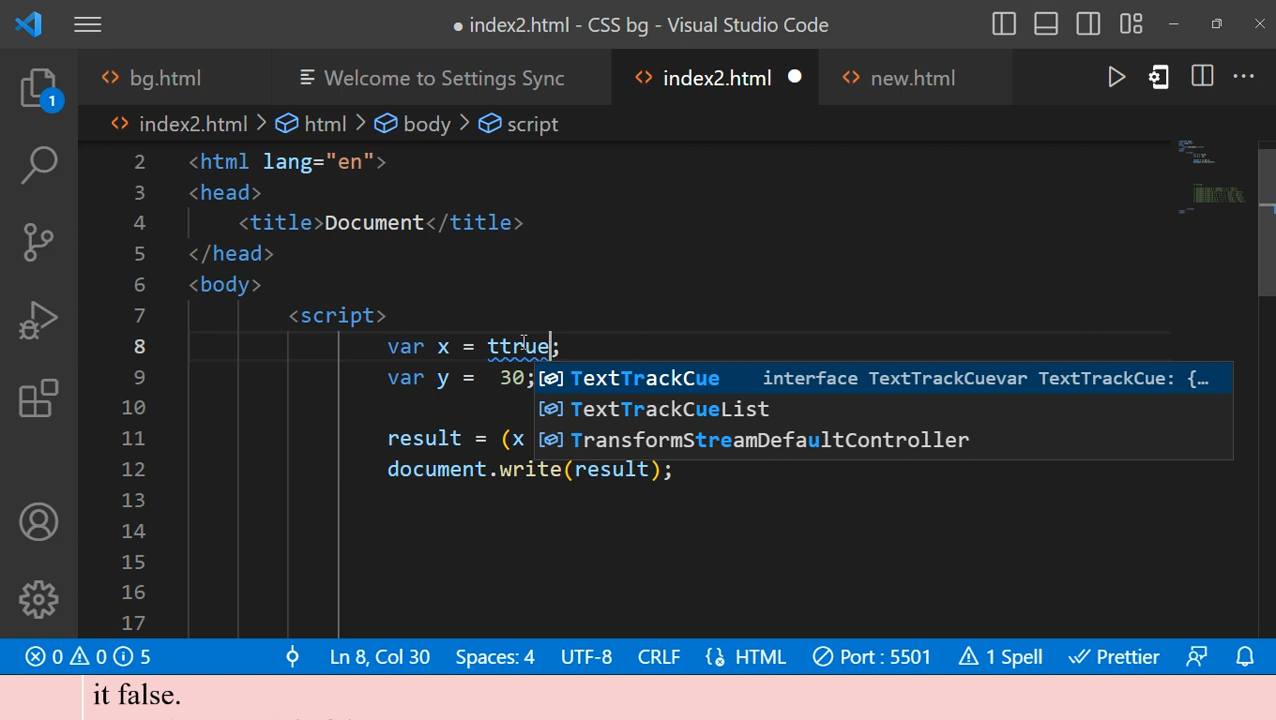 index2.html - CSS bg - Visual Studio Code
bg.html Welcome to Settings Sync index2.html new.html
1
index2.html > html > body > script
2 <html lang="en">
3 <head>
4 <title>Document</title>
5 </head>
6 <body>
7 <script>
8 var x = ttrue;
9 var y = 30;
TextTrackCue interface TextTrackCuevar TextTrackCue: {…
10
TextTrackCueList
11 result = (x
TransformStreamDefaultController
12 document.write(result);
13
14
15
16
17
0 0 5 Ln 8, Col 30 Spaces: 4 UTF-8 CRLF HTML Port : 5501 1 Spell Prettier
it false.